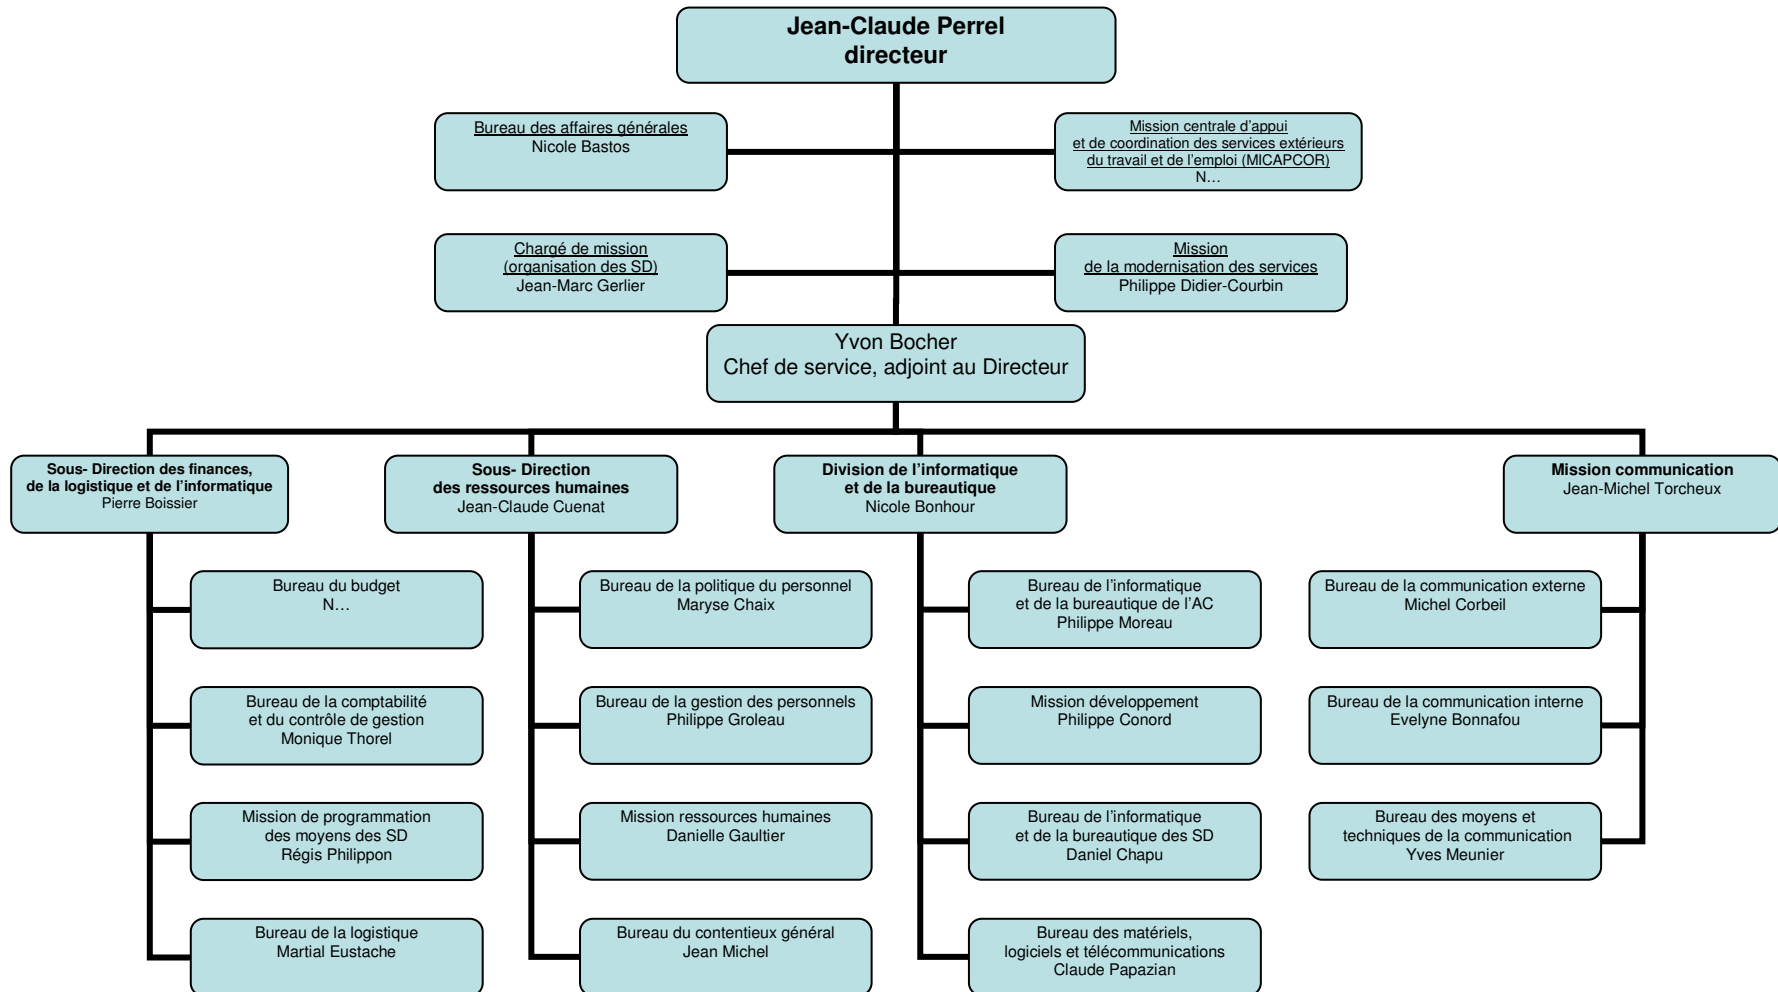 Jean-Claude Perrel
directeur
Bureau des affaires générales
Nicole Bastos
Mission centrale d'appui
et de coordination des services extérieurs
du travail et de l'emploi (MICAPCOR)
N…
Chargé de mission
(organisation des SD)
Jean-Marc Gerlier
Mission
de la modernisation des services
Philippe Didier-Courbin
Yvon Bocher
Chef de service, adjoint au Directeur
Sous- Direction des finances,
de la logistique et de l'informatique
Pierre Boissier
Sous- Direction
des ressources humaines
Jean-Claude Cuenat
Division de l'informatique
et de la bureautique
Nicole Bonhour
Mission communication
Jean-Michel Torcheux
Bureau du budget
N…
Bureau de la politique du personnel
Maryse Chaix
Bureau de l'informatique
et de la bureautique de l'AC
Philippe Moreau
Bureau de la communication externe
Michel Corbeil
Bureau de la comptabilité
et du contrôle de gestion
Monique Thorel
Bureau de la gestion des personnels
Philippe Groleau
Mission développement
Philippe Conord
Bureau de la communication interne
Evelyne Bonnafou
Mission de programmation
des moyens des SD
Régis Philippon
Mission ressources humaines
Danielle Gaultier
Bureau de l'informatique
et de la bureautique des SD
Daniel Chapu
Bureau des moyens et
techniques de la communication
Yves Meunier
Bureau de la logistique
Martial Eustache
Bureau du contentieux général
Jean Michel
Bureau des matériels,
logiciels et télécommunications
Claude Papazian